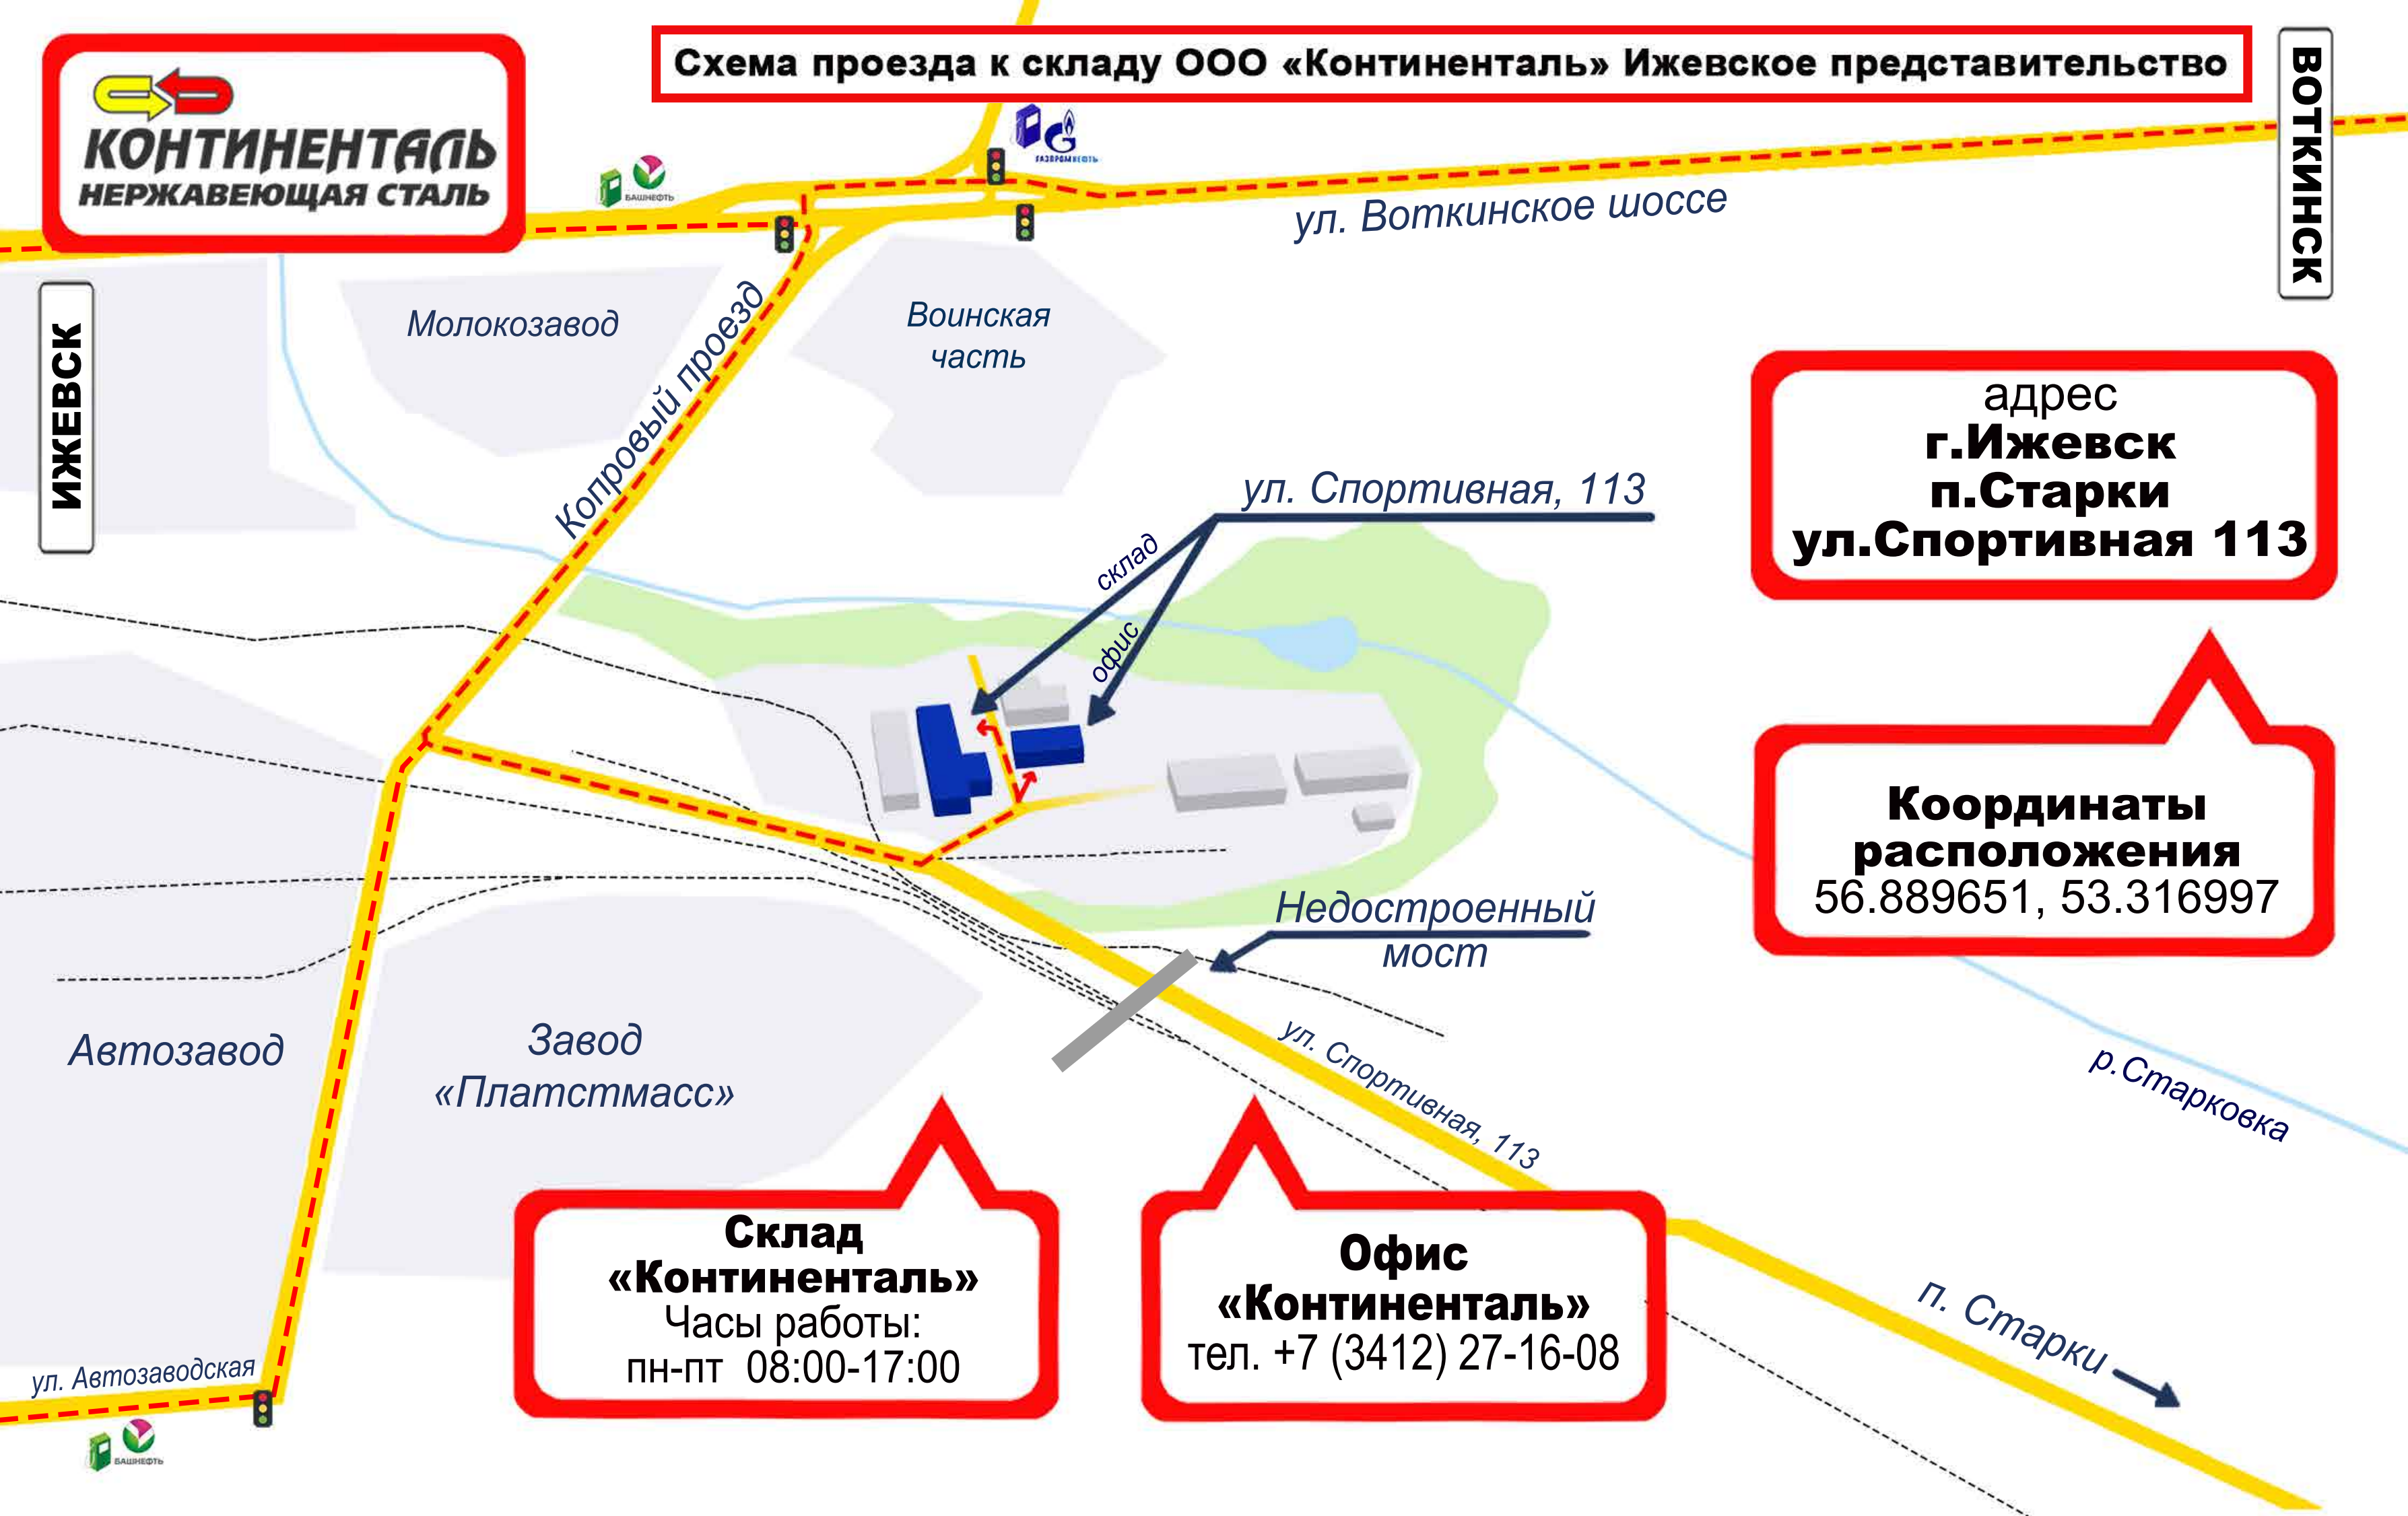 Схема проезда к складу ООО «Континенталь» Ижевское представительство
КОНТИНЕНТАЛЬ
НЕРЖАВЕЮЩАЯ СТАЛЬ
БАШНЕФТЬ
ГАЗПРОМНЕФТЬ
ВОТКИНСК
ул. Воткинское шоссе
ИЖЕВСК
Молокозавод
Копровый проезд
Воинская
часть
адрес
г.Ижевск
п.Старки
ул.Спортивная 113
ул. Спортивная, 113
склад
офис
Координаты
расположения
56.889651, 53.316997
Недостроенный
мост
Автозавод
Завод
«Платстмасс»
ул. Спортивная, 113
р.Старковка
Склад
«Континенталь»
Часы работы:
пн-пт 08:00-17:00
Офис
«Континенталь»
тел. +7 (3412) 27-16-08
п. Старки
ул. Автозаводская
БАШНЕФТЬ